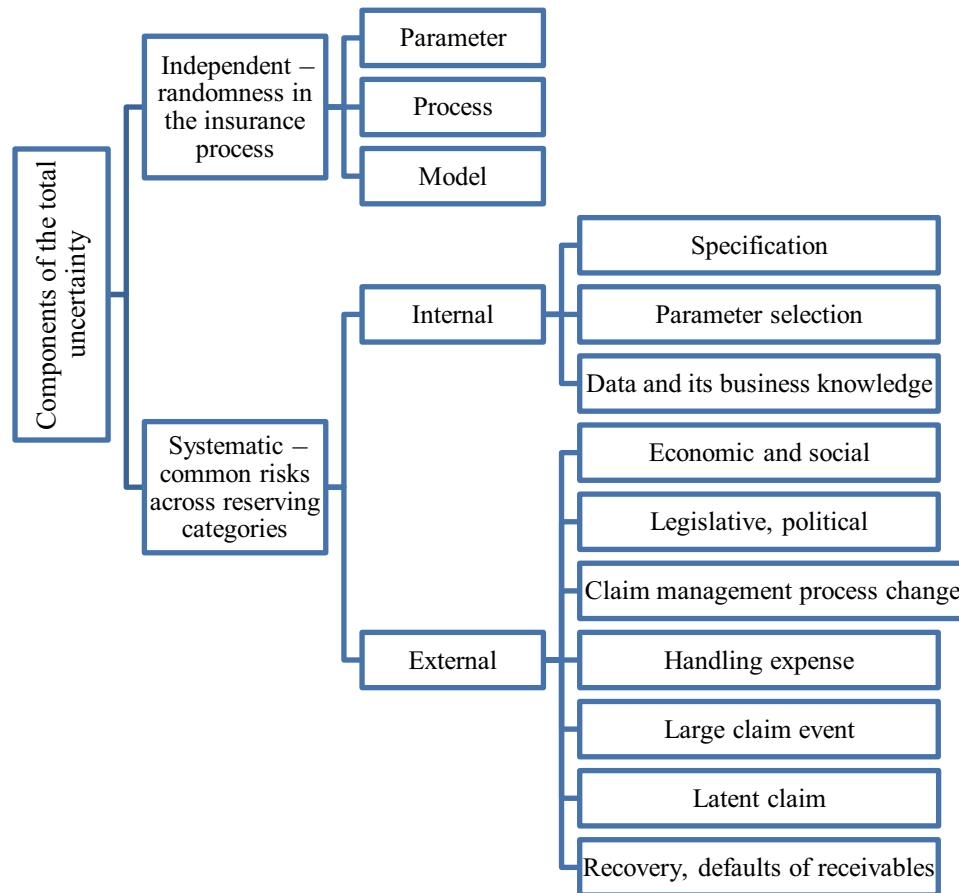 Components of the total
uncertainty
Independent –
randomness in
the insurance
process
Parameter
Process
Model
Systematic –
common risks
across reserving
categories
Internal
Specification
Parameter selection
Data and its business knowledge
External
Economic and social
Legislative, political
Claim management process change
Handling expense
Large claim event
Latent claim
Recovery, defaults of receivables